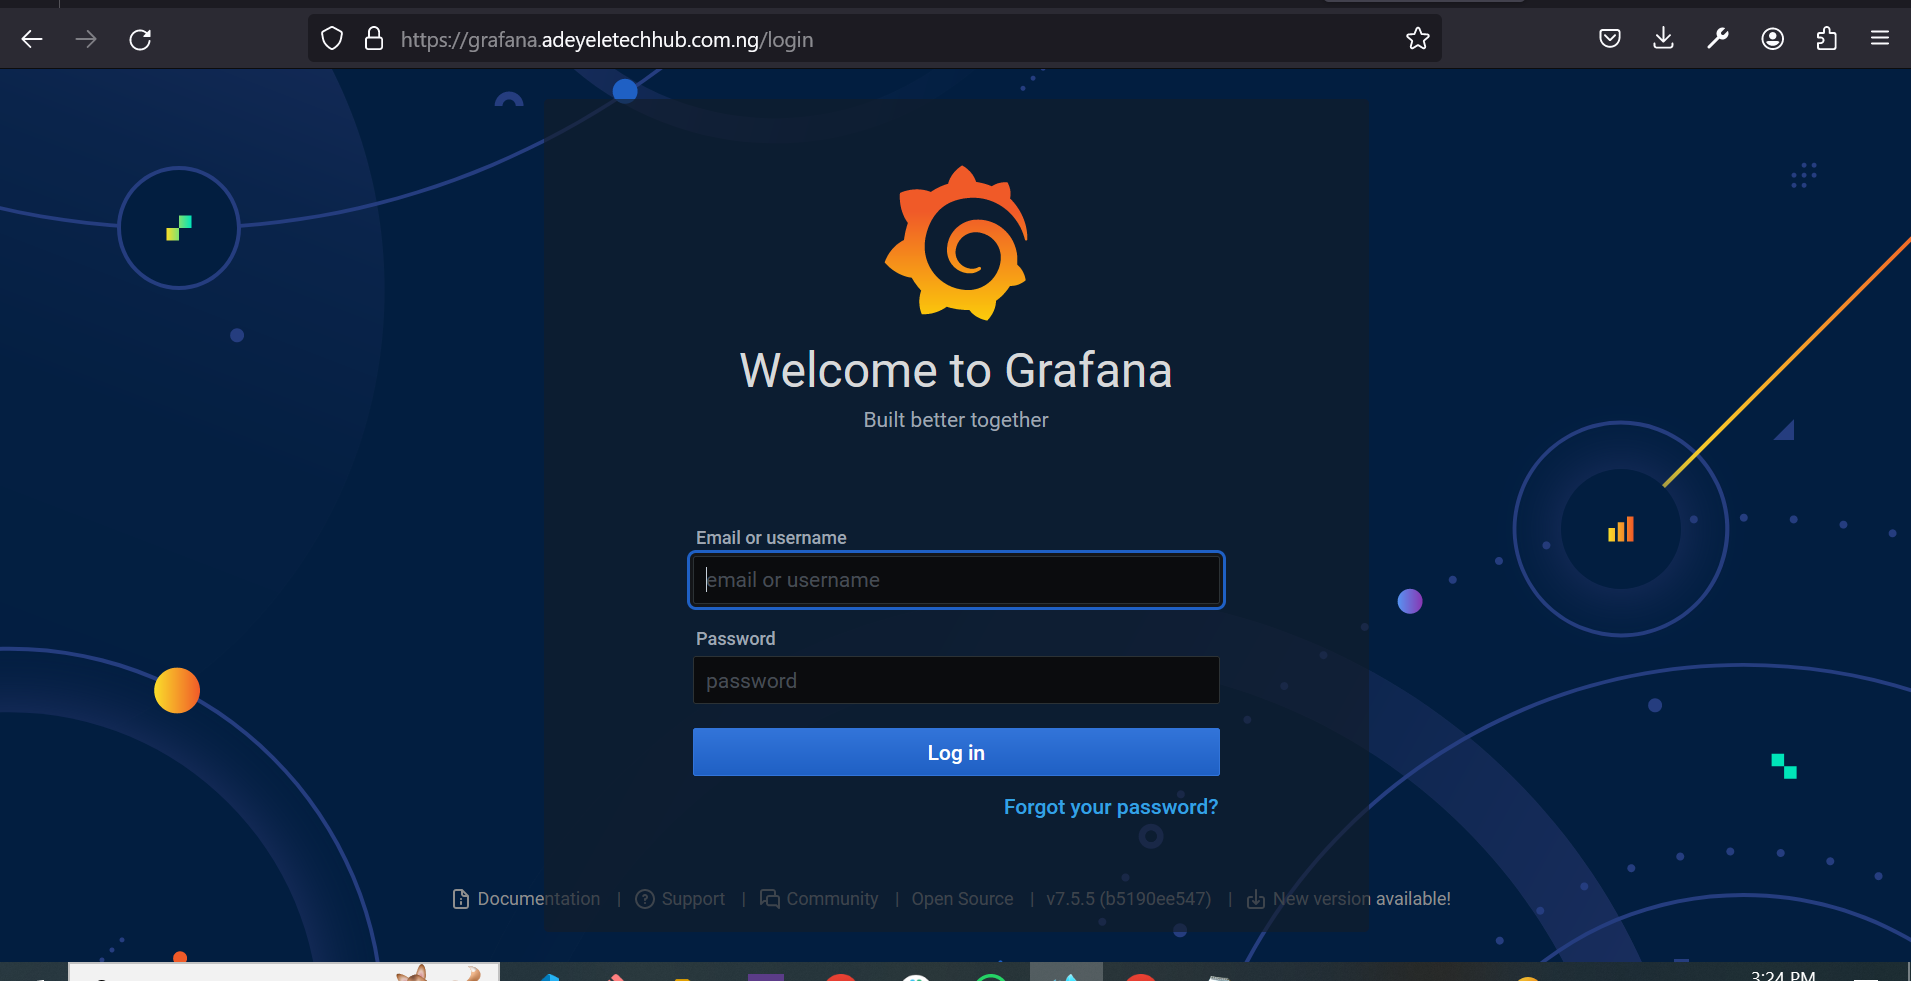 https://grafana.adeyeletechhub.com.ng/login
Welcome to Grafana
Built better together
Email or username
email or username
Password
password
Log in
Forgot your password?
Documentation | Support | Community | Open Source | v7.5.5 (b5190ee547) | New version available!
3:24 PM